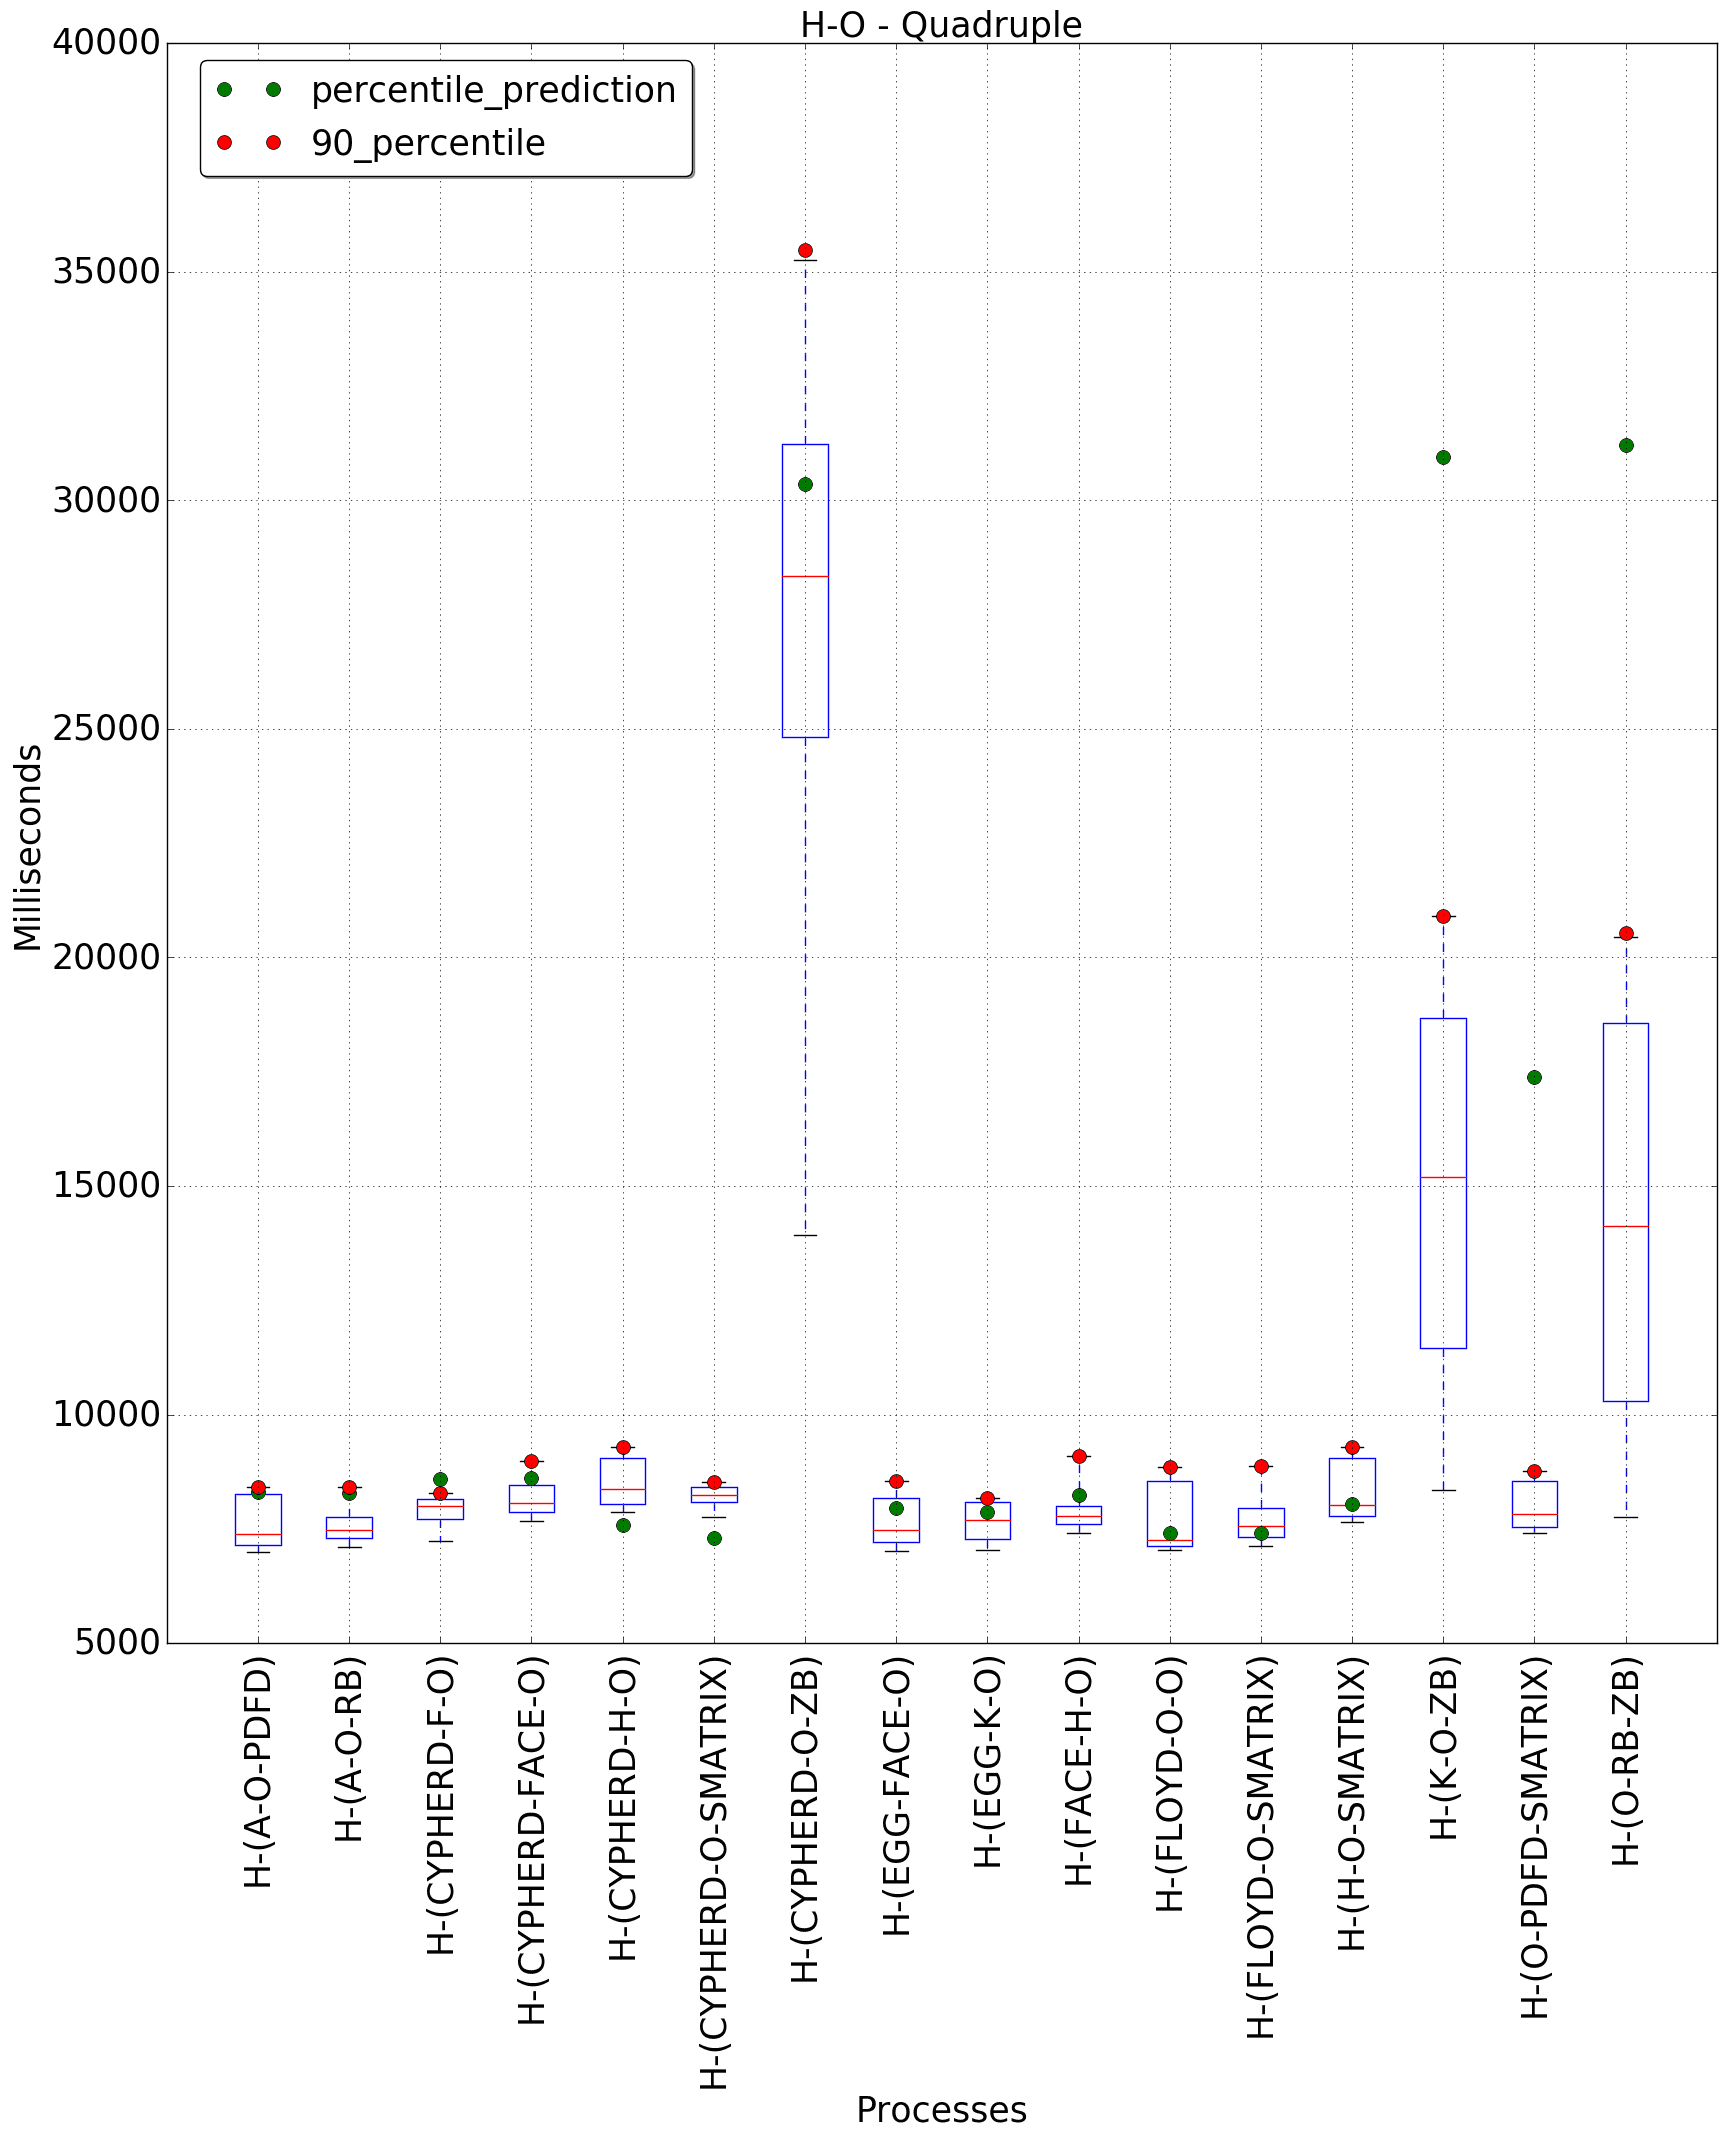 H-O - Quadruple
40000
35000
30000
25000
20000
15000
10000
5000
Milliseconds
percentile_prediction
90_percentile
H-(A-O-PDFD)
H-(A-O-RB)
H-(CYPHERD-F-O)
H-(CYPHERD-FACE-O)
H-(CYPHERD-H-O)
H-(CYPHERD-O-SMATRIX)
H-(CYPHERD-O-ZB)
H-(EGG-FACE-O)
H-(EGG-K-O)
H-(FACE-H-O)
H-(FLOYD-O-O)
H-(FLOYD-O-SMATRIX)
H-(H-O-SMATRIX)
H-(K-O-ZB)
H-(O-PDFD-SMATRIX)
H-(O-RB-ZB)
Processes